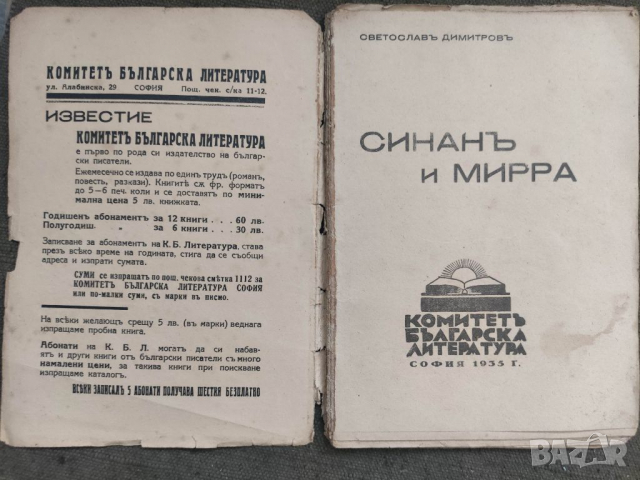 КОМИТЕТЪ БЪЛГАРСКА ЛИТЕРАТУРА
ул. Алабинска, 29 СОФИЯ Пощ. чек. с/ка 11-12.
ИЗВЕСТИЕ
КОМИТЕТЪ БЪЛГАРСКА ЛИТЕРАТУРА
е първо по рода си издателство на българ-
ски писатели.
Ежемесечно се издава по единъ трудъ (романъ,
повесть, разкази). Книгитѣ сѫ фр. форматъ
до 5—6 печ. коли и се доставятъ по мини-
мална цена 5 лв. книжката.
Годишенъ абонаментъ за 12 книги . . . 60 лв.
Полугодиш. „ за 6 книги . . . 30 лв.
Записване за абонаментъ на К. Б. Литература, става
презъ всѣко време на годината, стига да се съобщи
адреса и изпрати сумата.
СУМИ се изпращатъ по пощ. чекова смѣтка 1112 за
КОМИТЕТЪ БЪЛГАРСКА ЛИТЕРАТУРА СОФИЯ
или по-малки суми, съ марки въ писмо.
На всѣки желающъ срещу 5 лв. (въ марки) веднага
изпращаме пробна книга.
Абонати на К. Б. Л. могатъ да си набав-
ятъ и други книги отъ български писатели съ много
намалени цени, за такива книги при поискване
изпращаме каталогъ.
ВСѢКИ ЗАПИСАЛЪ 5 АБОНАТИ ПОЛУЧАВА ШЕСТИЯ БЕЗПЛАТНО
СВЕТОСЛАВЪ ДИМИТРОВЪ
СИНАНЪ
и МИРРА
КОМИТЕТЪ
БЪЛГАРСКА
ЛИТЕРАТУРА
СОФИЯ 1935 Г.
BAZAR.bg